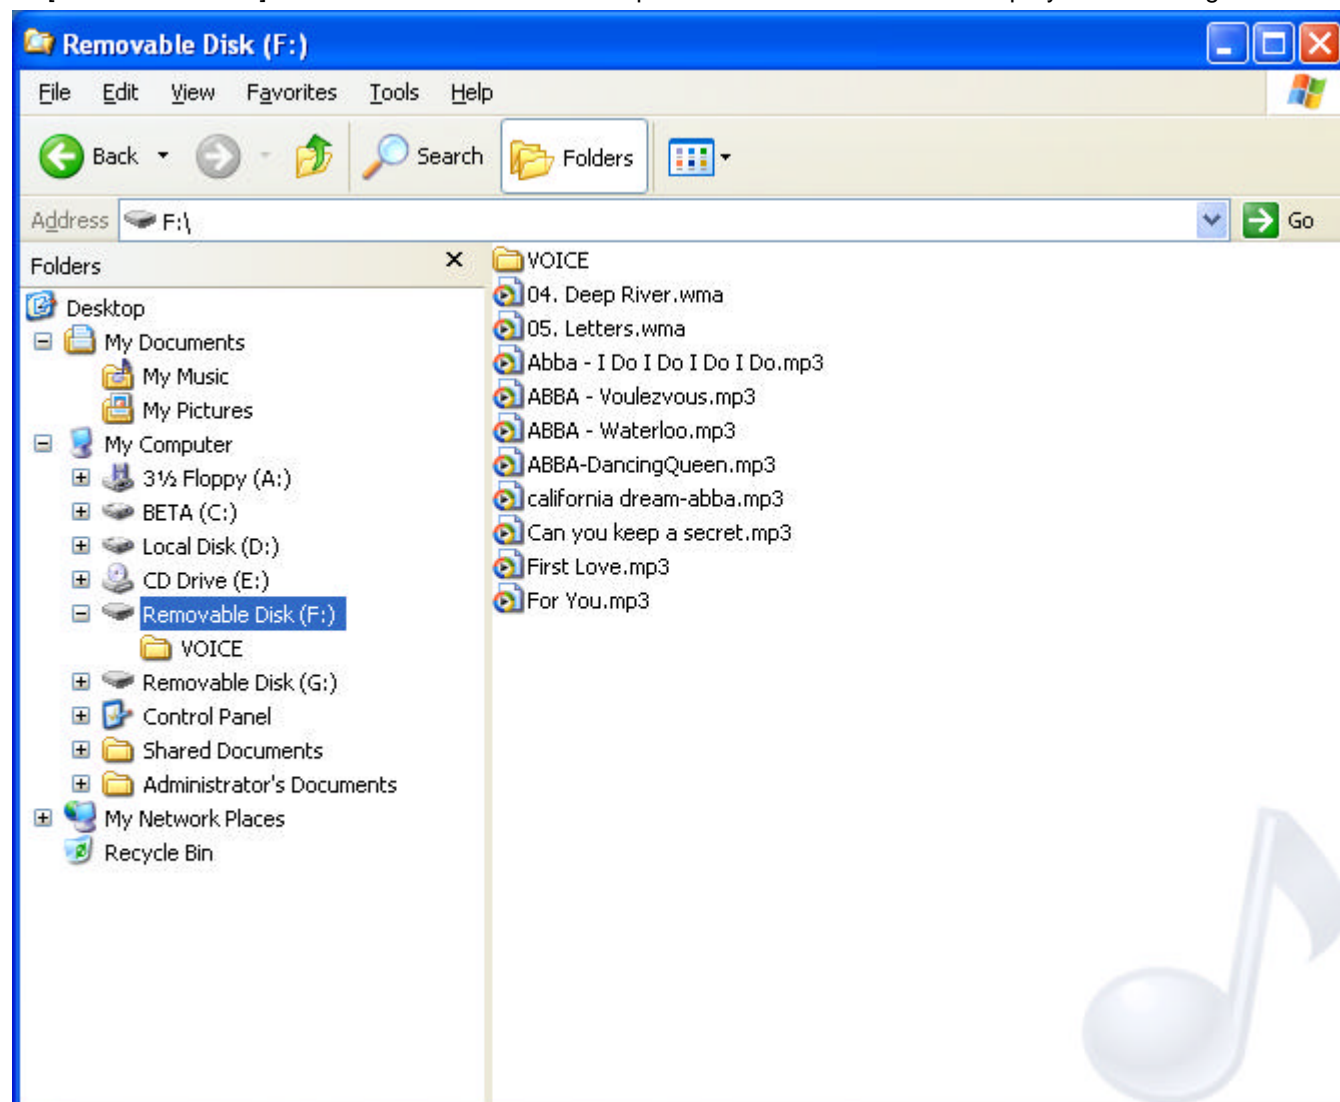 Removable Disk (F:)
File Edit View Favorites Tools Help
Back Search Folders
Address F:\ Go
Folders
Desktop
My Documents
My Music
My Pictures
My Computer
3½ Floppy (A:)
BETA (C:)
Local Disk (D:)
CD Drive (E:)
Removable Disk (F:)
VOICE
Removable Disk (G:)
Control Panel
Shared Documents
Administrator's Documents
My Network Places
Recycle Bin
VOICE
04. Deep River.wma
05. Letters.wma
Abba - I Do I Do I Do I Do.mp3
ABBA - Voulezvous.mp3
ABBA - Waterloo.mp3
ABBA-DancingQueen.mp3
california dream-abba.mp3
Can you keep a secret.mp3
First Love.mp3
For You.mp3